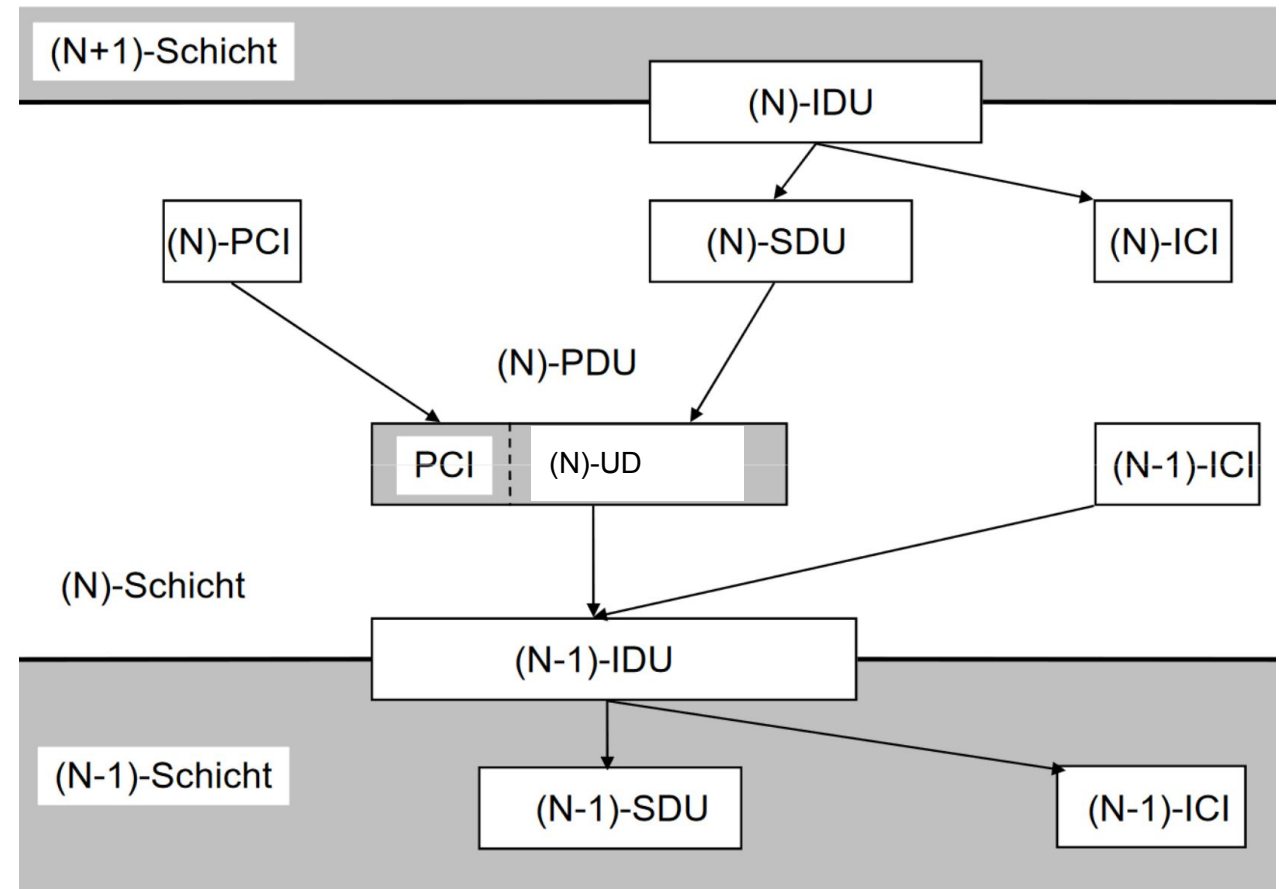 (N+1)-Schicht
(N)-IDU
(N)-PCI
(N)-SDU
(N)-ICI
(N)-PDU
PCI
(N)-UD
(N-1)-ICI
(N)-Schicht
(N-1)-IDU
(N-1)-Schicht
(N-1)-SDU
(N-1)-ICI